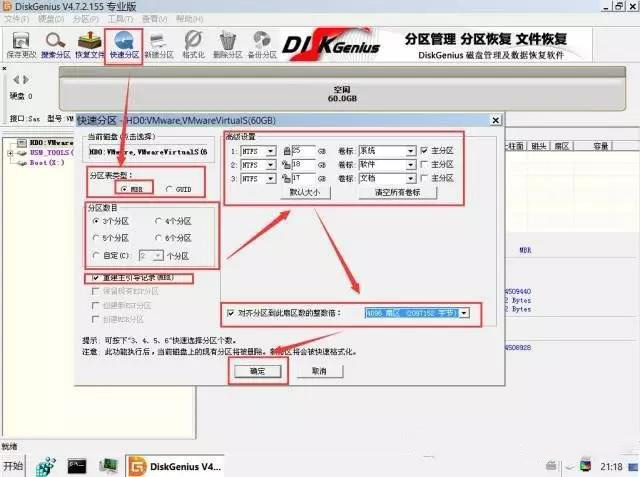 DiskGenius V4.7.2.155 专业版
文件(F) 硬盘(D) 分区(P) 工具(T) 查看(V) 帮助(H)
保存更改 搜索分区 恢复文件 快速分区 新建分区 格式化 删除分区 备份分区
DISKGenius
分区管理 分区恢复 文件恢复
DiskGenius 磁盘管理及数据恢复软件
硬盘 0
空闲
60.0GB
接口:Sas 型号:VM
HD0:VMware
USM_TOOLS(
Boot(X:)
快速分区 - HD0:VMware,VMwareVirtualS(60GB)
当前磁盘(点击选择)
HD0:VMware,VMwareVirtualS(6
分区表类型:
MBR GUID
分区数目
3个分区 4个分区
5个分区 6个分区
自定(C): 2 个分区
重建主引导记录(MBR)
保留现有ESP分区
创建新ESP分区
创建MSR分区
高级设置
1: NTFS 25 GB 卷标: 系统 主分区
2: NTFS 18 GB 卷标: 软件 主分区
3: NTFS 17 GB 卷标: 文档 主分区
默认大小 清空所有卷标
对齐分区到此扇区数的整数倍: 4096 扇区 (2097152 字节)
提示: 可按下"3、4、5、6"快速选择分区个数。
注意: 此功能执行后,当前磁盘上的现有分区将被删除。新分区将会被快速格式化。
确定 取消
柱面 磁头 扇区 容量
MBR
4509440
2 Bytes
2 Bytes
4508928
就绪
开始
DiskGenius V4...
21:18